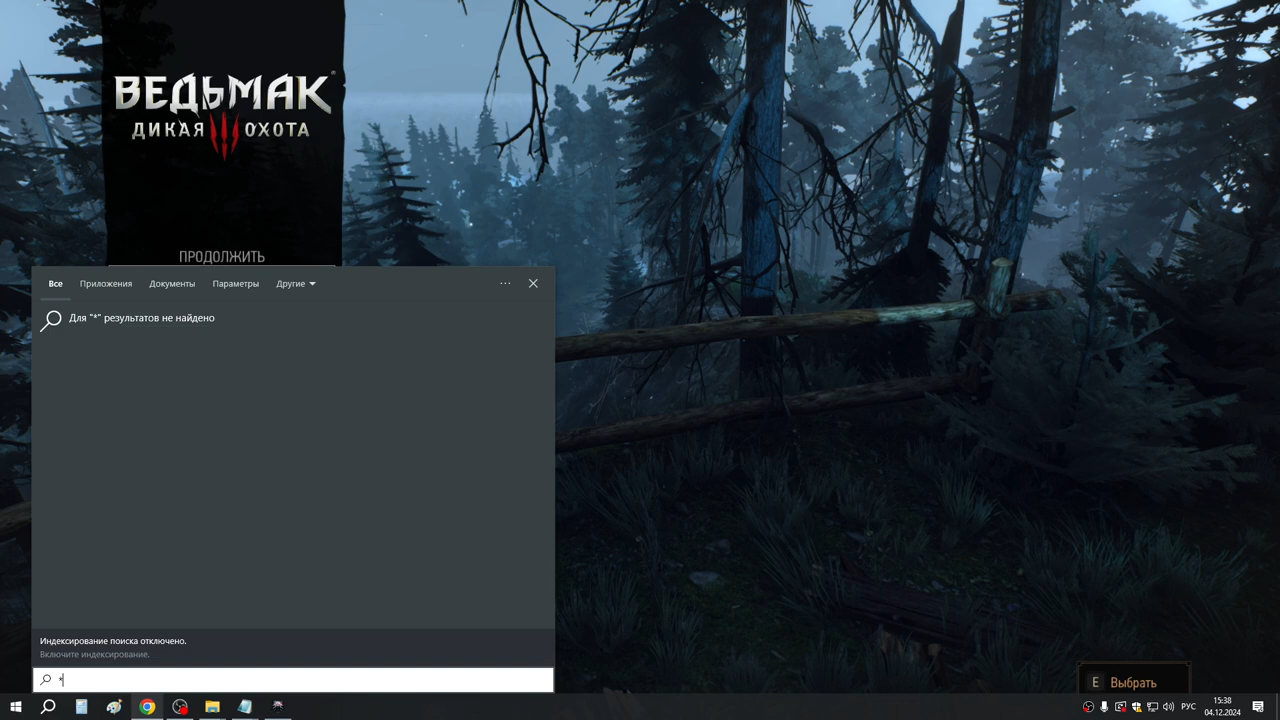 ВЕДЬМАК
ДИКАЯ III ОХОТА
ПРОДОЛЖИТЬ
Все Приложения Документы Параметры Другие
Для "*" результатов не найдено
Индексирование поиска отключено.
Включите индексирование.
*
E Выбрать
РУС
15:38
04.12.2024